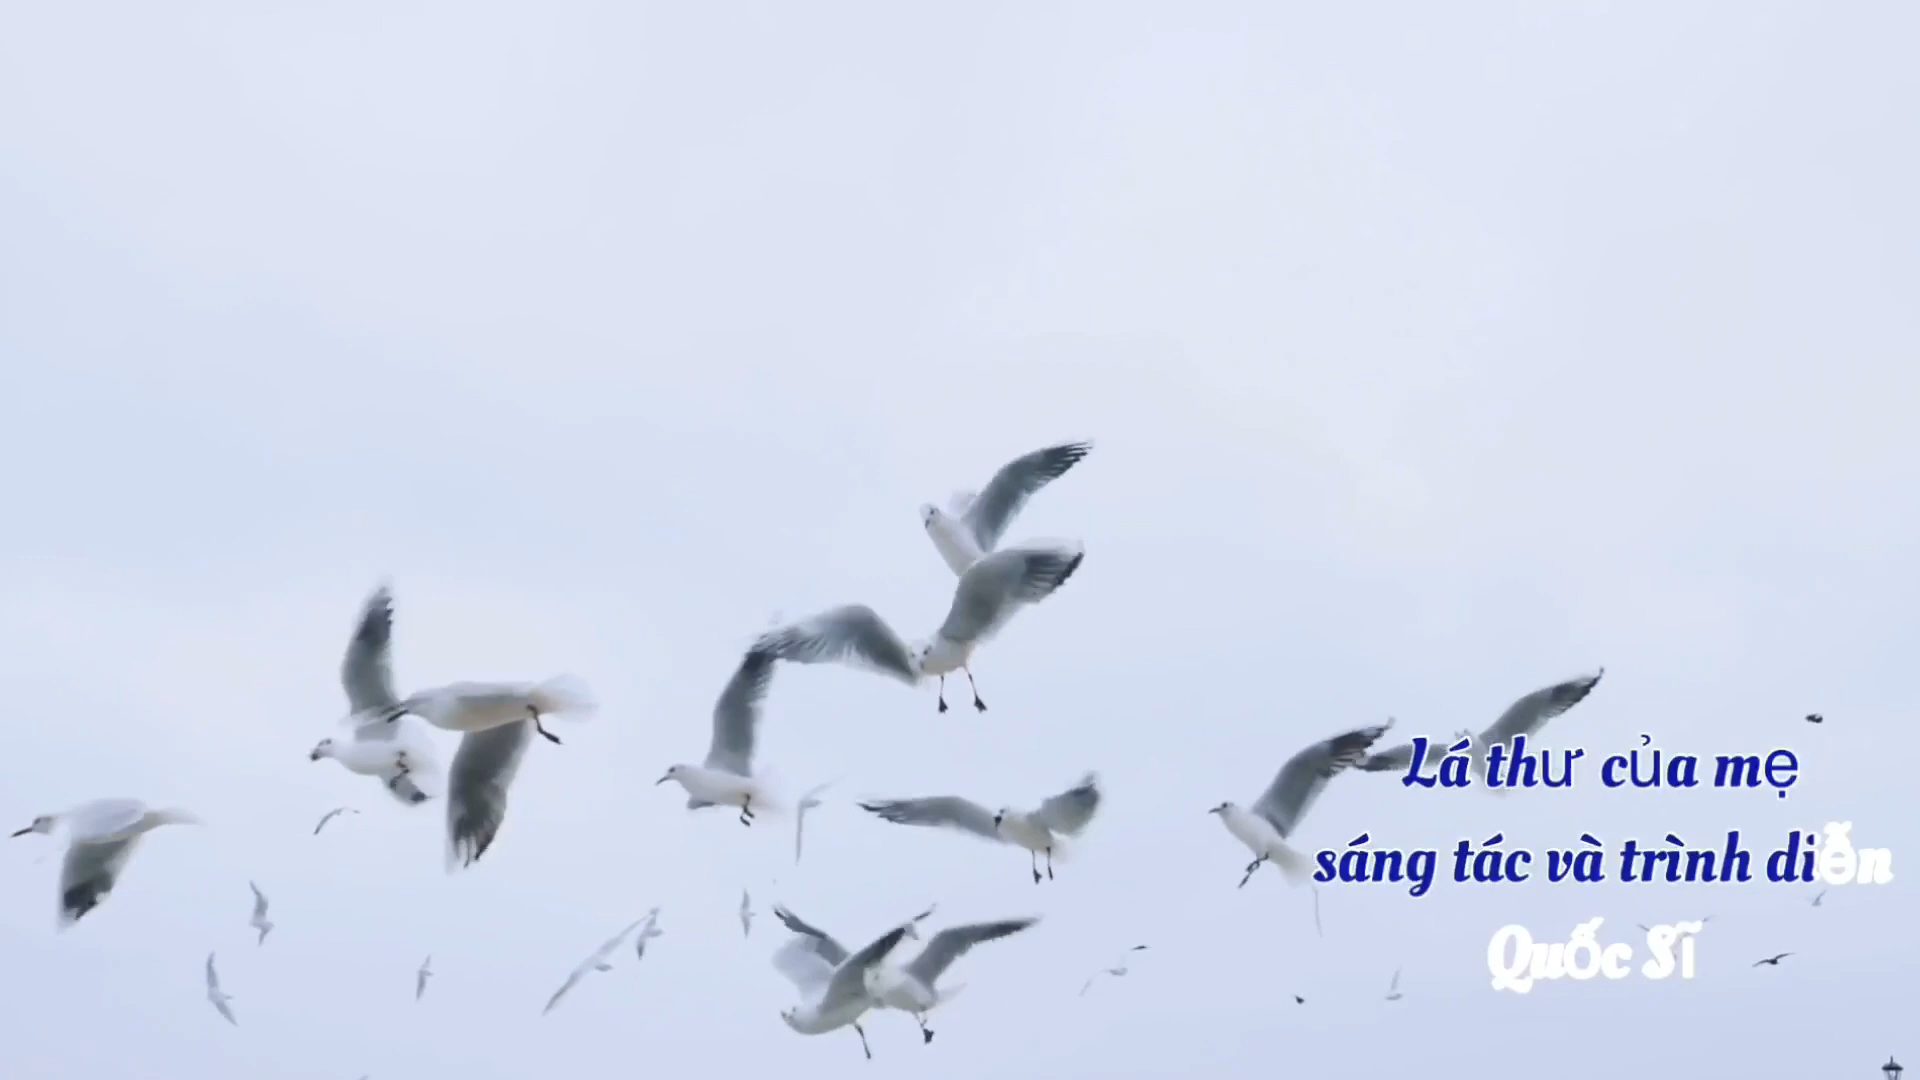 Lá thư của mẹ
sáng tác và trình diễn
Quốc Sĩ